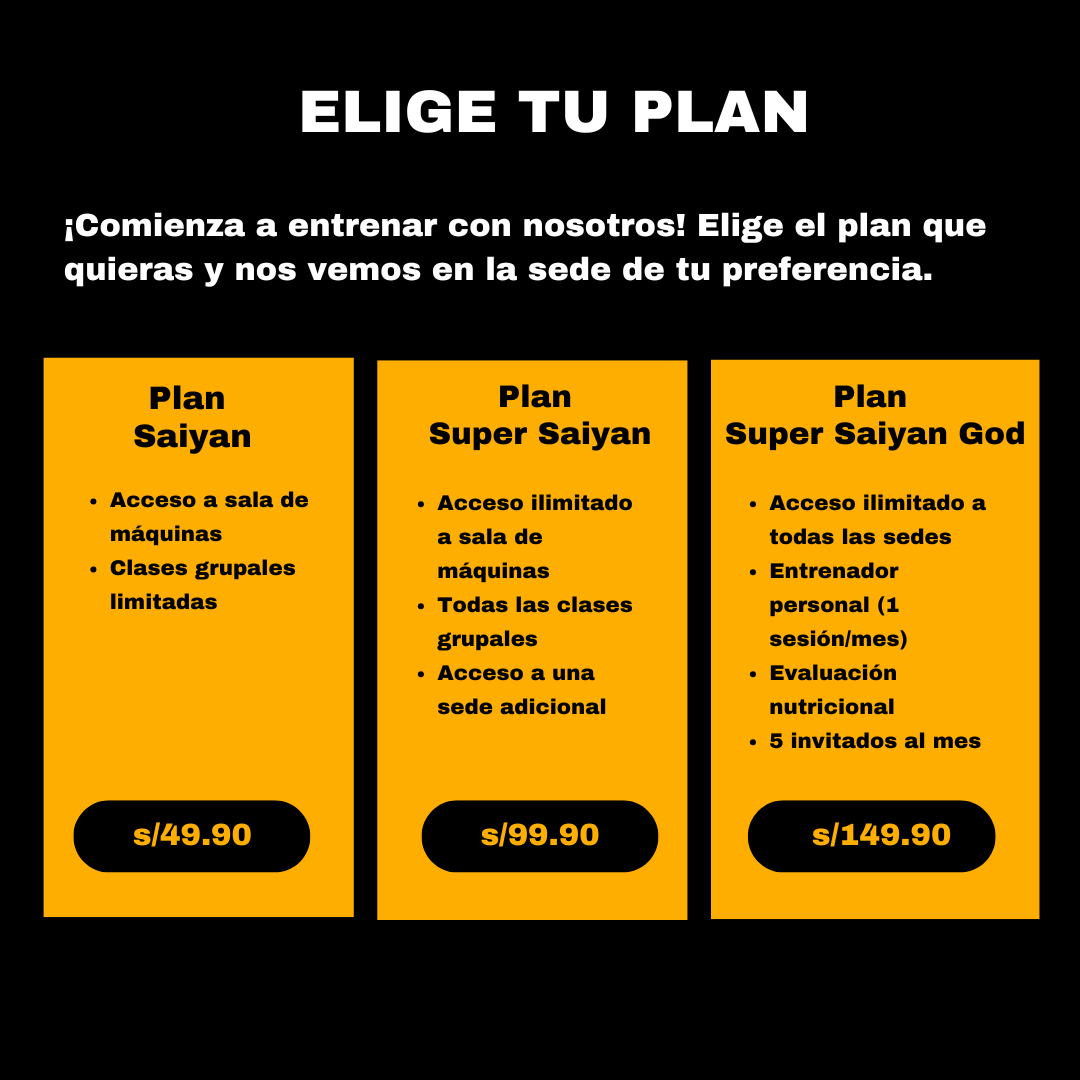 ELIGE TU PLAN
¡Comienza a entrenar con nosotros! Elige el plan que
quieras y nos vemos en la sede de tu preferencia.
Plan
Saiyan
• Acceso a sala de
máquinas
• Clases grupales
limitadas
s/49.90
Plan
Super Saiyan
• Acceso ilimitado
a sala de
máquinas
• Todas las clases
grupales
• Acceso a una
sede adicional
s/99.90
Plan
Super Saiyan God
• Acceso ilimitado a
todas las sedes
• Entrenador
personal (1
sesión/mes)
• Evaluación
nutricional
• 5 invitados al mes
s/149.90